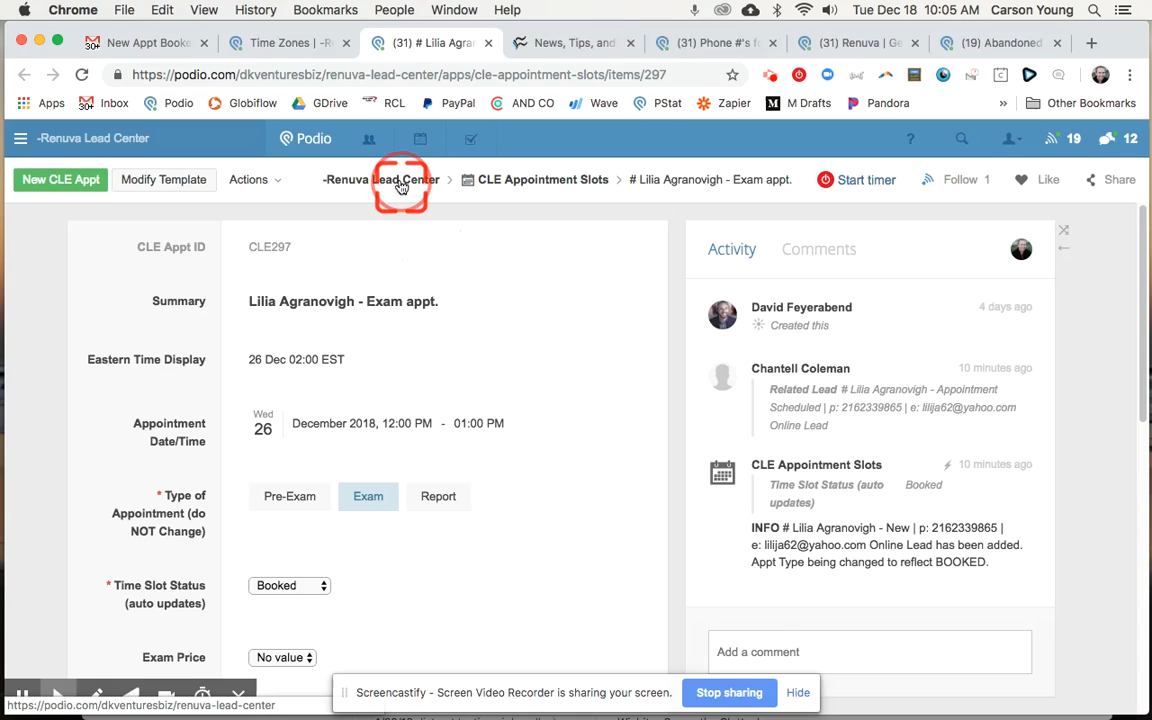 Chrome File Edit View History Bookmarks People Window Help Tue Dec 18 10:05 AM Carson Young
30+ New Appt Booke × Time Zones | -R × (31) # Lilia Agran × News, Tips, and × (31) Phone #'s fo × (31) Renuva | Ge × (19) Abandoned × +
https://podio.com/dkventuresbiz/renuva-lead-center/apps/cle-appointment-slots/items/297
Apps 30+ Inbox Podio Globiflow GDrive RCL PayPal AND CO Wave PStat Zapier M Drafts Pandora » Other Bookmarks
-Renuva Lead Center Podio ? 19 12
New CLE Appt Modify Template Actions -Renuva Lead Center › CLE Appointment Slots › # Lilia Agranovigh - Exam appt. Start timer Follow 1 Like Share
CLE Appt ID CLE297
Summary Lilia Agranovigh - Exam appt.
Eastern Time Display 26 Dec 02:00 EST
Appointment Date/Time
Wed
26 December 2018, 12:00 PM - 01:00 PM
* Type of
Appointment (do
NOT Change)
Pre-Exam Exam Report
* Time Slot Status
(auto updates)
Booked
Exam Price No value
Activity Comments
David Feyerabend 4 days ago
Created this
Chantell Coleman 10 minutes ago
Related Lead # Lilia Agranovigh - Appointment
Scheduled | p: 2162339865 | e: lilija62@yahoo.com
Online Lead
CLE Appointment Slots 10 minutes ago
Time Slot Status (auto Booked
updates)
INFO # Lilia Agranovigh - New | p: 2162339865 |
e: lilija62@yahoo.com Online Lead has been added.
Appt Type being changed to reflect BOOKED.
Add a comment
Screencastify - Screen Video Recorder is sharing your screen. Stop sharing Hide
https://podio.com/dkventuresbiz/renuva-lead-center